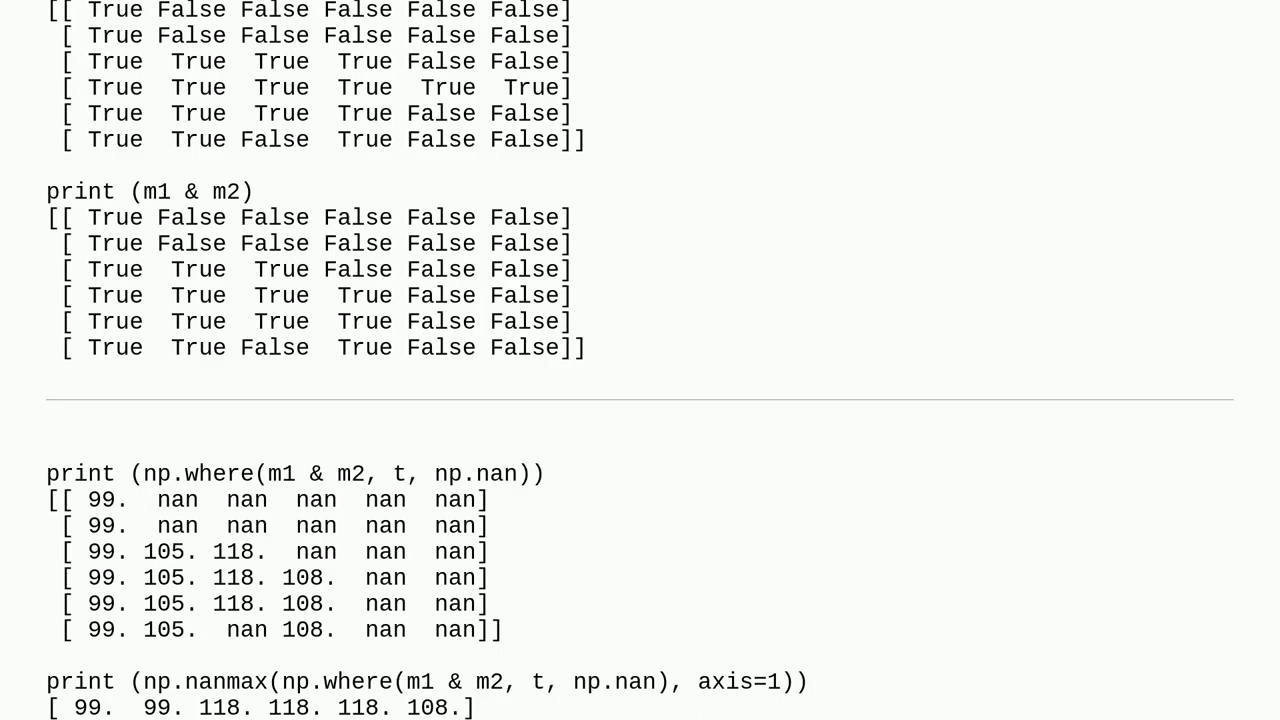 [[ True False False False False False]
 [ True False False False False False]
 [ True  True  True  True False False]
 [ True  True  True  True  True  True]
 [ True  True  True  True False False]
 [ True  True False  True False False]]
print (m1 & m2)
[[ True False False False False False]
 [ True False False False False False]
 [ True  True  True False False False]
 [ True  True  True  True False False]
 [ True  True  True  True False False]
 [ True  True False  True False False]]
print (np.where(m1 & m2, t, np.nan))
[[ 99.  nan  nan  nan  nan  nan]
 [ 99.  nan  nan  nan  nan  nan]
 [ 99. 105. 118.  nan  nan  nan]
 [ 99. 105. 118. 108.  nan  nan]
 [ 99. 105. 118. 108.  nan  nan]
 [ 99. 105.  nan 108.  nan  nan]]
print (np.nanmax(np.where(m1 & m2, t, np.nan), axis=1))
[ 99.  99. 118. 118. 118. 108.]